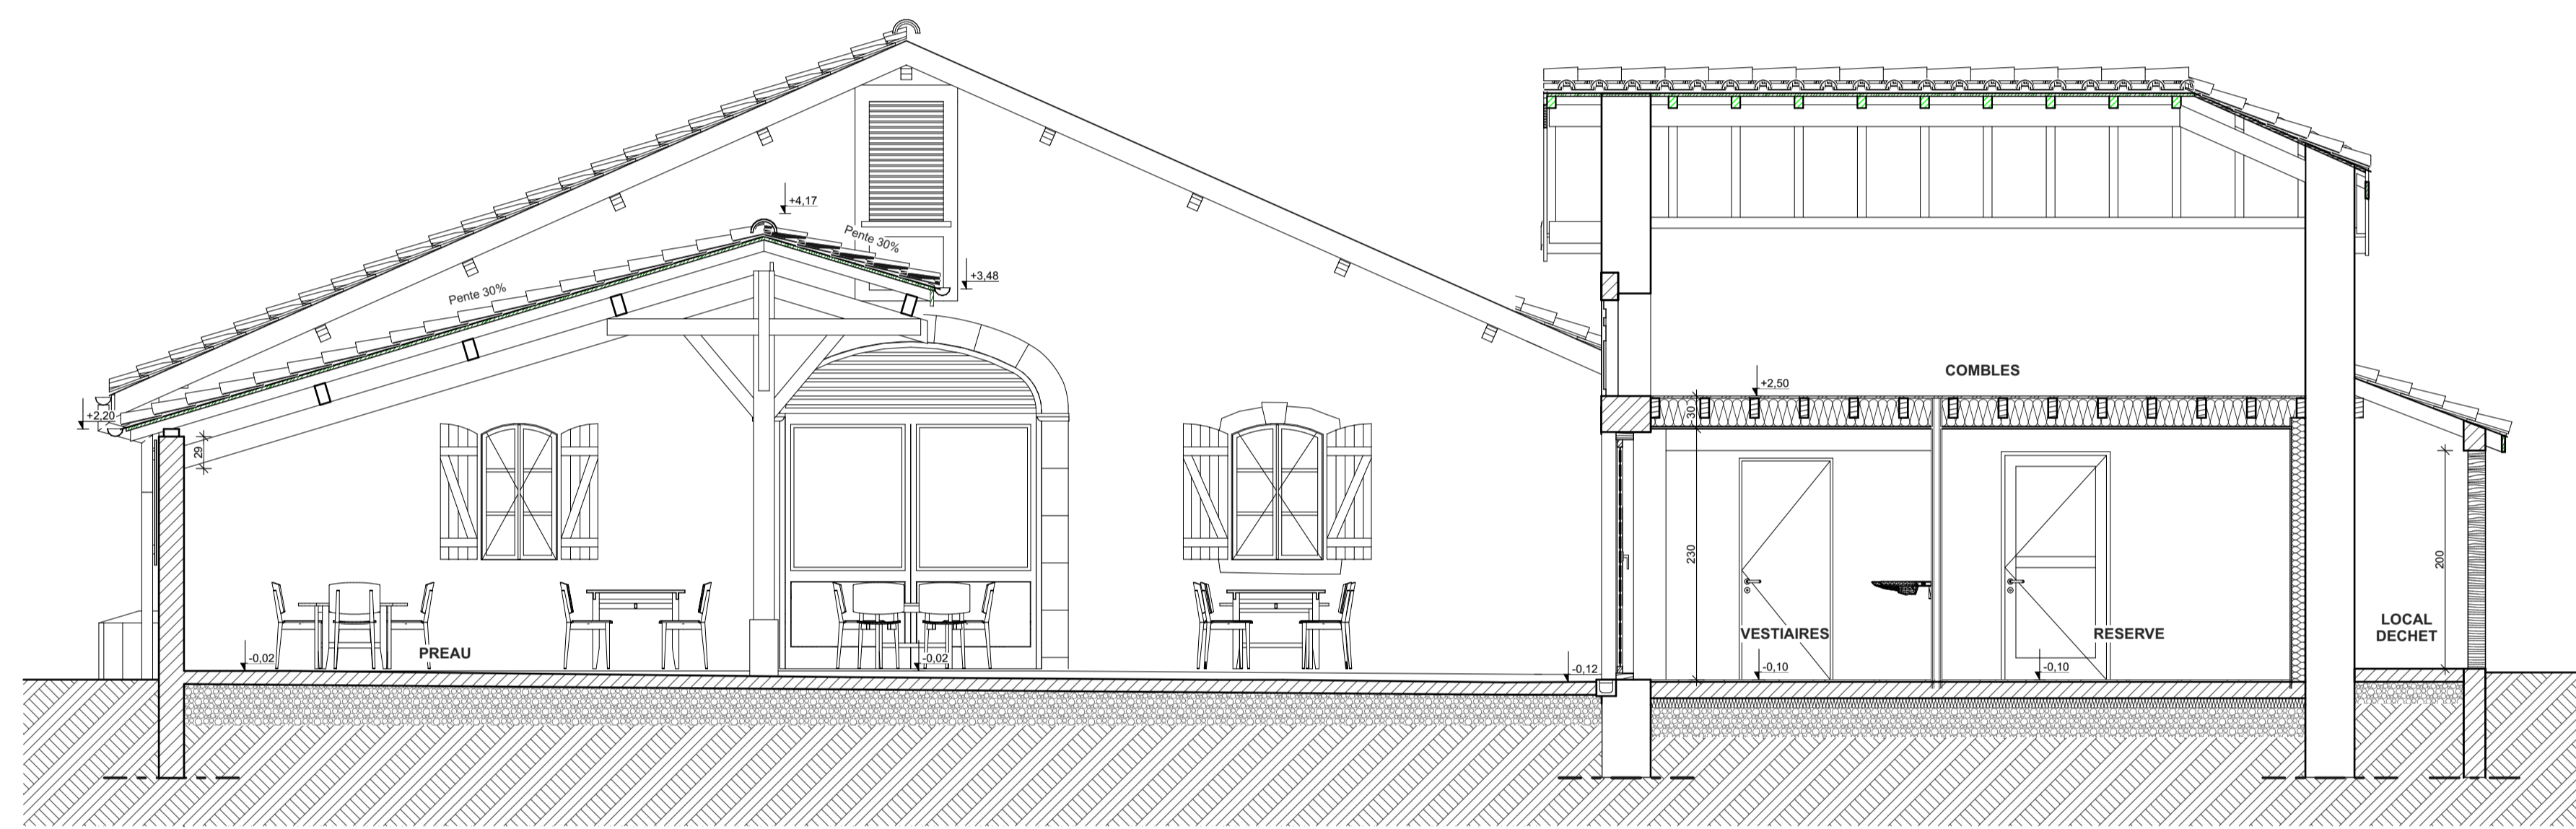 +4,17
Pente 30%
+3,48
Pente 30%
+2,20
29
COMBLES
+2,50
30
230
200
PREAU
-0,02
-0,02
-0,12
VESTIAIRES
-0,10
RESERVE
-0,10
LOCAL
DECHET